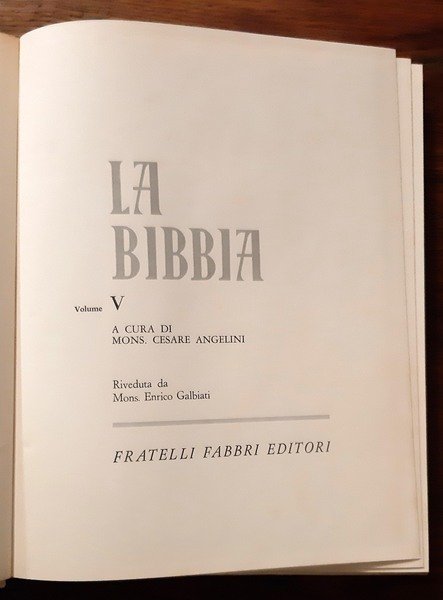 LA
BIBBIA
Volume V
A CURA DI
MONS. CESARE ANGELINI
Riveduta da
Mons. Enrico Galbiati
FRATELLI FABBRI EDITORI